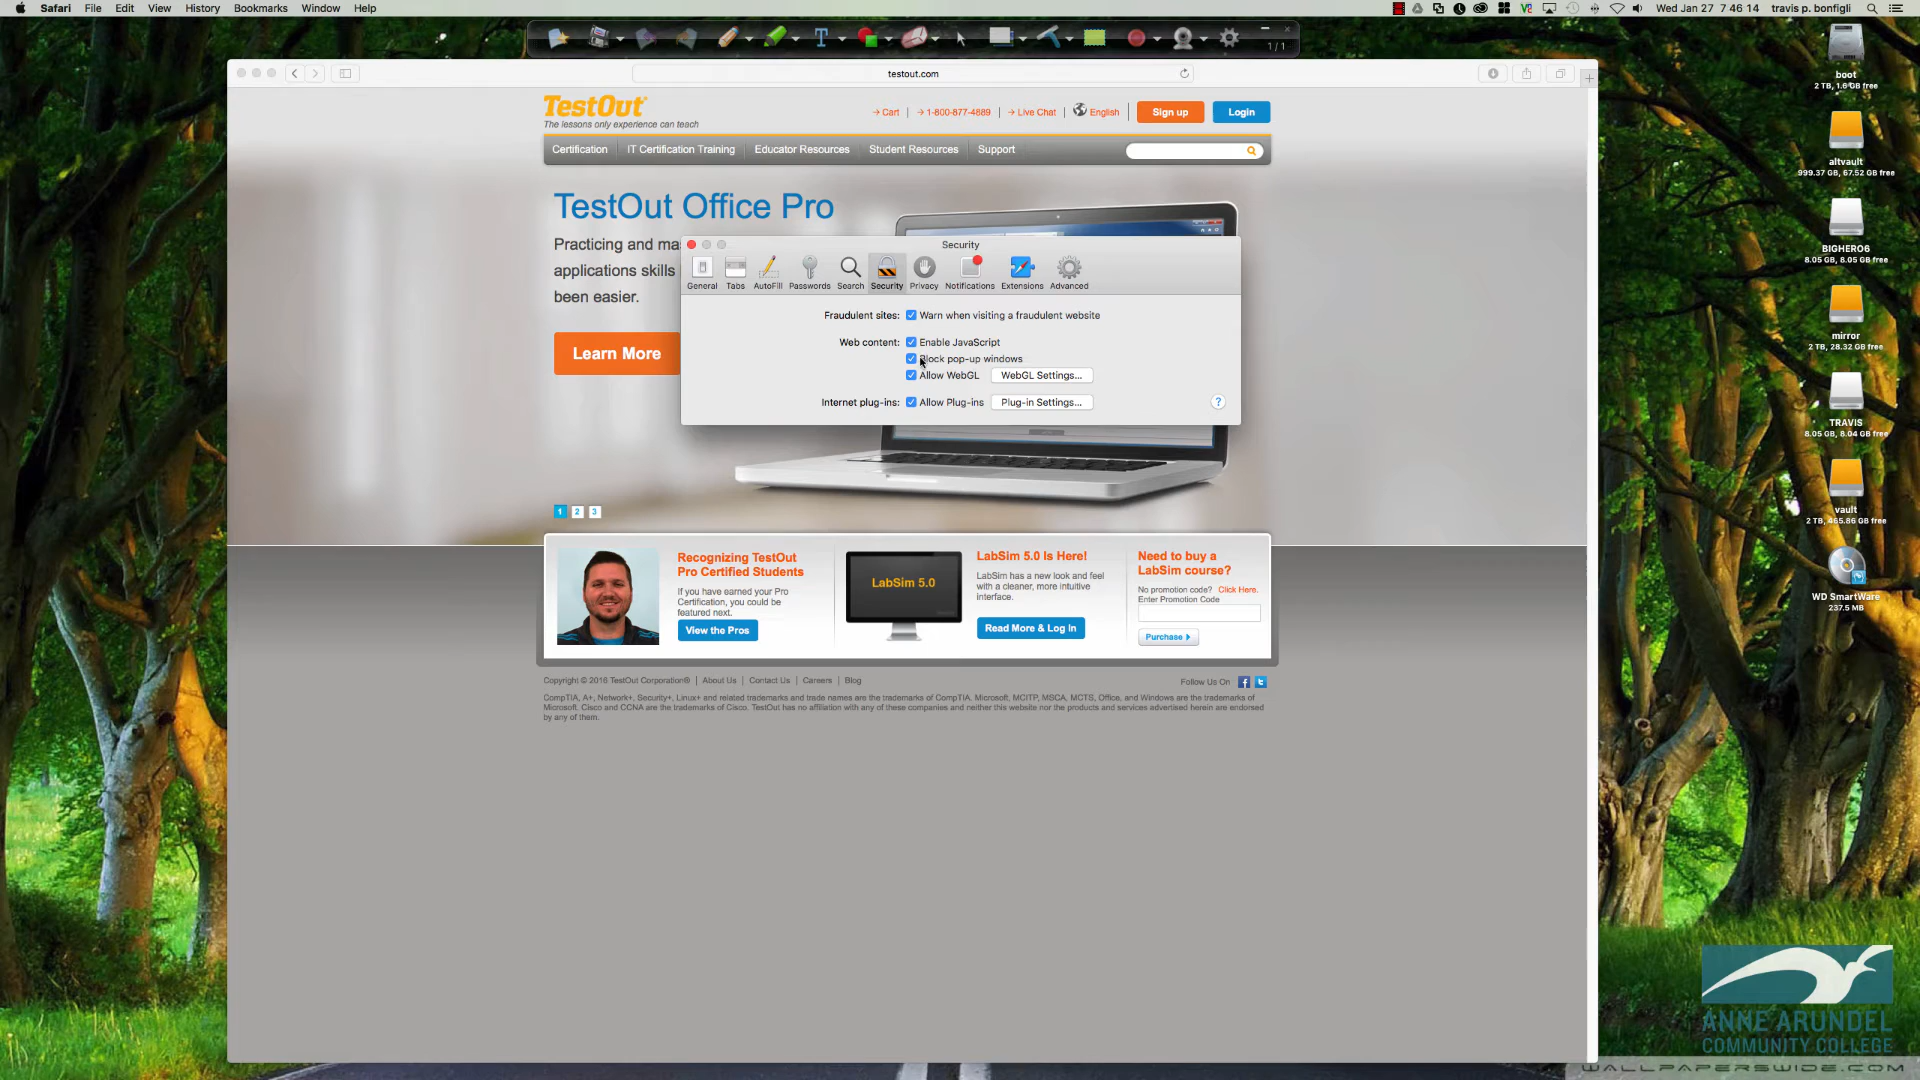 Safari File Edit View History Bookmarks Window Help
Wed Jan 27 7 46 14 travis p. bonfigli
1 / 1
testout.com
TestOut®
The lessons only experience can teach
Cart 1-800-877-4889 Live Chat English Sign up Login
Certification IT Certification Training Educator Resources Student Resources Support
TestOut Office Pro
Practicing and ma
applications skills
been easier.
Learn More
Security
General Tabs AutoFill Passwords Search Security Privacy Notifications Extensions Advanced
Fraudulent sites: Warn when visiting a fraudulent website
Web content: Enable JavaScript
Block pop-up windows
Allow WebGL WebGL Settings...
Internet plug-ins: Allow Plug-ins Plug-in Settings... ?
1 2 3
Recognizing TestOut
Pro Certified Students
If you have earned your Pro
Certification, you could be
featured next.
View the Pros
LabSim 5.0
LabSim 5.0 Is Here!
LabSim has a new look and feel
with a cleaner, more intuitive
interface.
Read More & Log In
Need to buy a
LabSim course?
No promotion code? Click Here.
Enter Promotion Code
Purchase
Copyright © 2016 TestOut Corporation® About Us Contact Us Careers Blog
Follow Us On
CompTIA, A+, Network+, Security+, Linux+ and related trademarks and trade names are the trademarks of CompTIA. Microsoft, MCITP, MSCA, MCTS, Office, and Windows are the trademarks of
Microsoft. Cisco and CCNA are the trademarks of Cisco. TestOut has no affiliation with any of these companies and neither this website nor the products and services advertised herein are endorsed
by any of them.
boot
2 TB, 1.6 GB free
altvault
999.37 GB, 67.52 GB free
BIGHERO6
8.05 GB, 8.05 GB free
mirror
2 TB, 28.32 GB free
TRAVIS
8.05 GB, 8.04 GB free
vault
2 TB, 465.86 GB free
WD SmartWare
237.5 MB
ANNE ARUNDEL
COMMUNITY COLLEGE
WALLPAPERSWIDE.COM